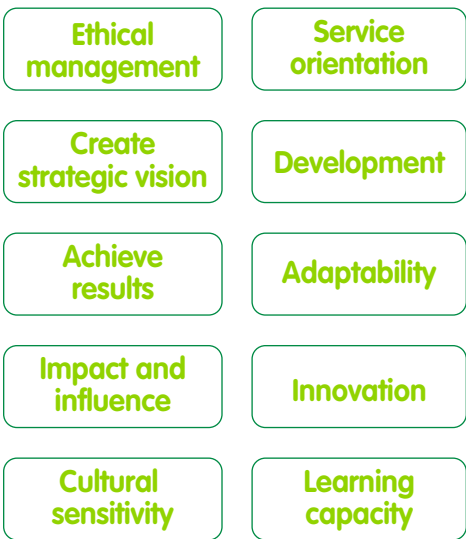 Ethical
management
Service
orientation
Create
strategic vision
Development
Achieve
results
Adaptability
Impact and
influence
Innovation
Cultural
sensitivity
Learning
capacity